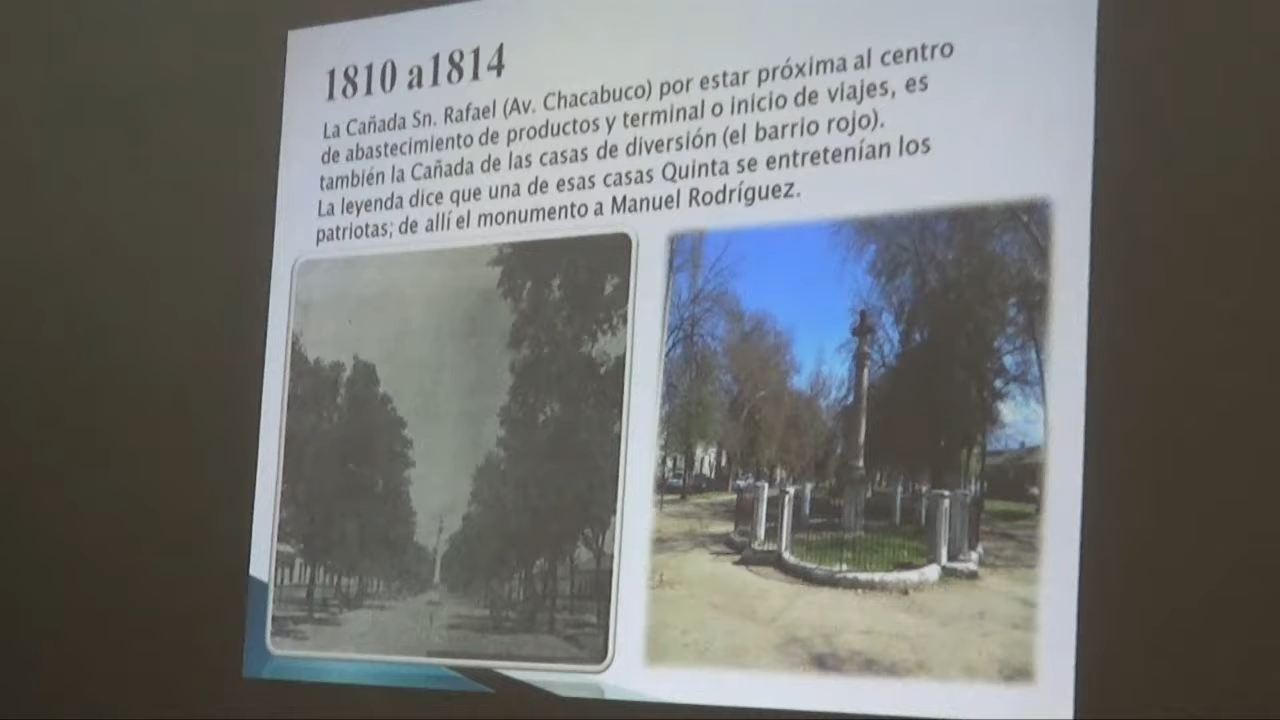 1810 a1814
La Cañada Sn. Rafael (Av. Chacabuco) por estar próxima al centro
de abastecimiento de productos y terminal o inicio de viajes, es
también la Cañada de las casas de diversión (el barrio rojo).
La leyenda dice que una de esas casas Quinta se entretenían los
patriotas; de allí el monumento a Manuel Rodríguez.